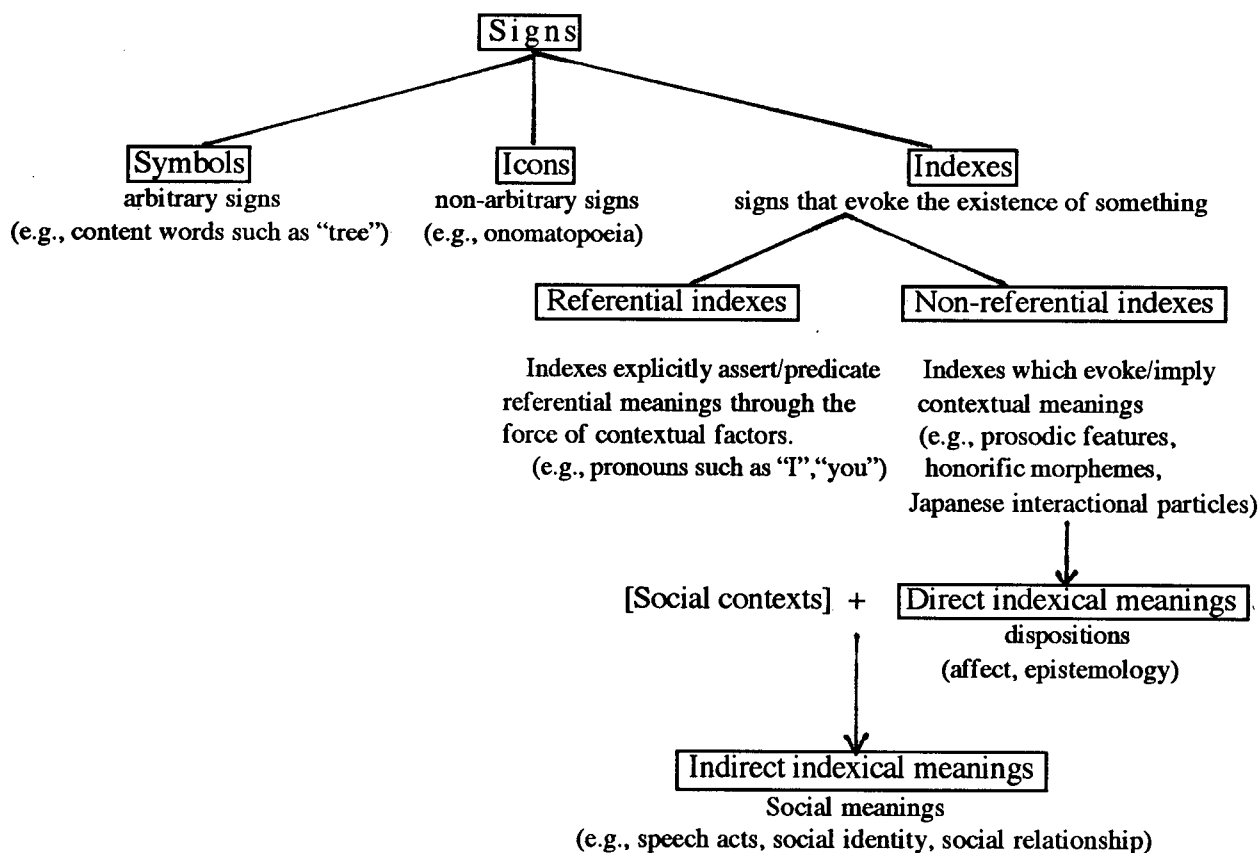 Signs
Symbols
arbitrary signs
(e.g., content words such as “tree”)
Icons
non-arbitrary signs
(e.g., onomatopoeia)
Indexes
signs that evoke the existence of something
Referential indexes
Indexes explicitly assert/predicate
referential meanings through the
force of contextual factors.
(e.g., pronouns such as “I”,“you”)
Non-referential indexes
Indexes which evoke/imply
contextual meanings
(e.g., prosodic features,
honorific morphemes,
Japanese interactional particles)
[Social contexts] + Direct indexical meanings
dispositions
(affect, epistemology)
Indirect indexical meanings
Social meanings
(e.g., speech acts, social identity, social relationship)